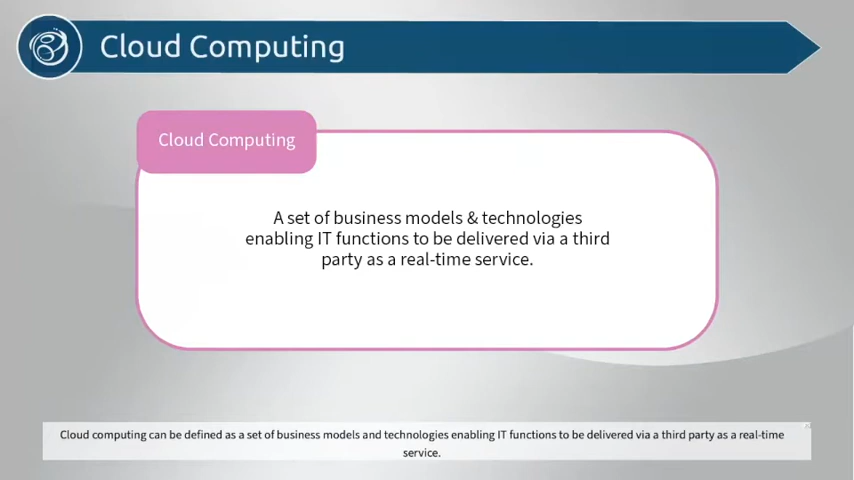 Cloud Computing
Cloud Computing
A set of business models & technologies
enabling IT functions to be delivered via a third
party as a real-time service.
Cloud computing can be defined as a set of business models and technologies enabling IT functions to be delivered via a third party as a real-time
service.